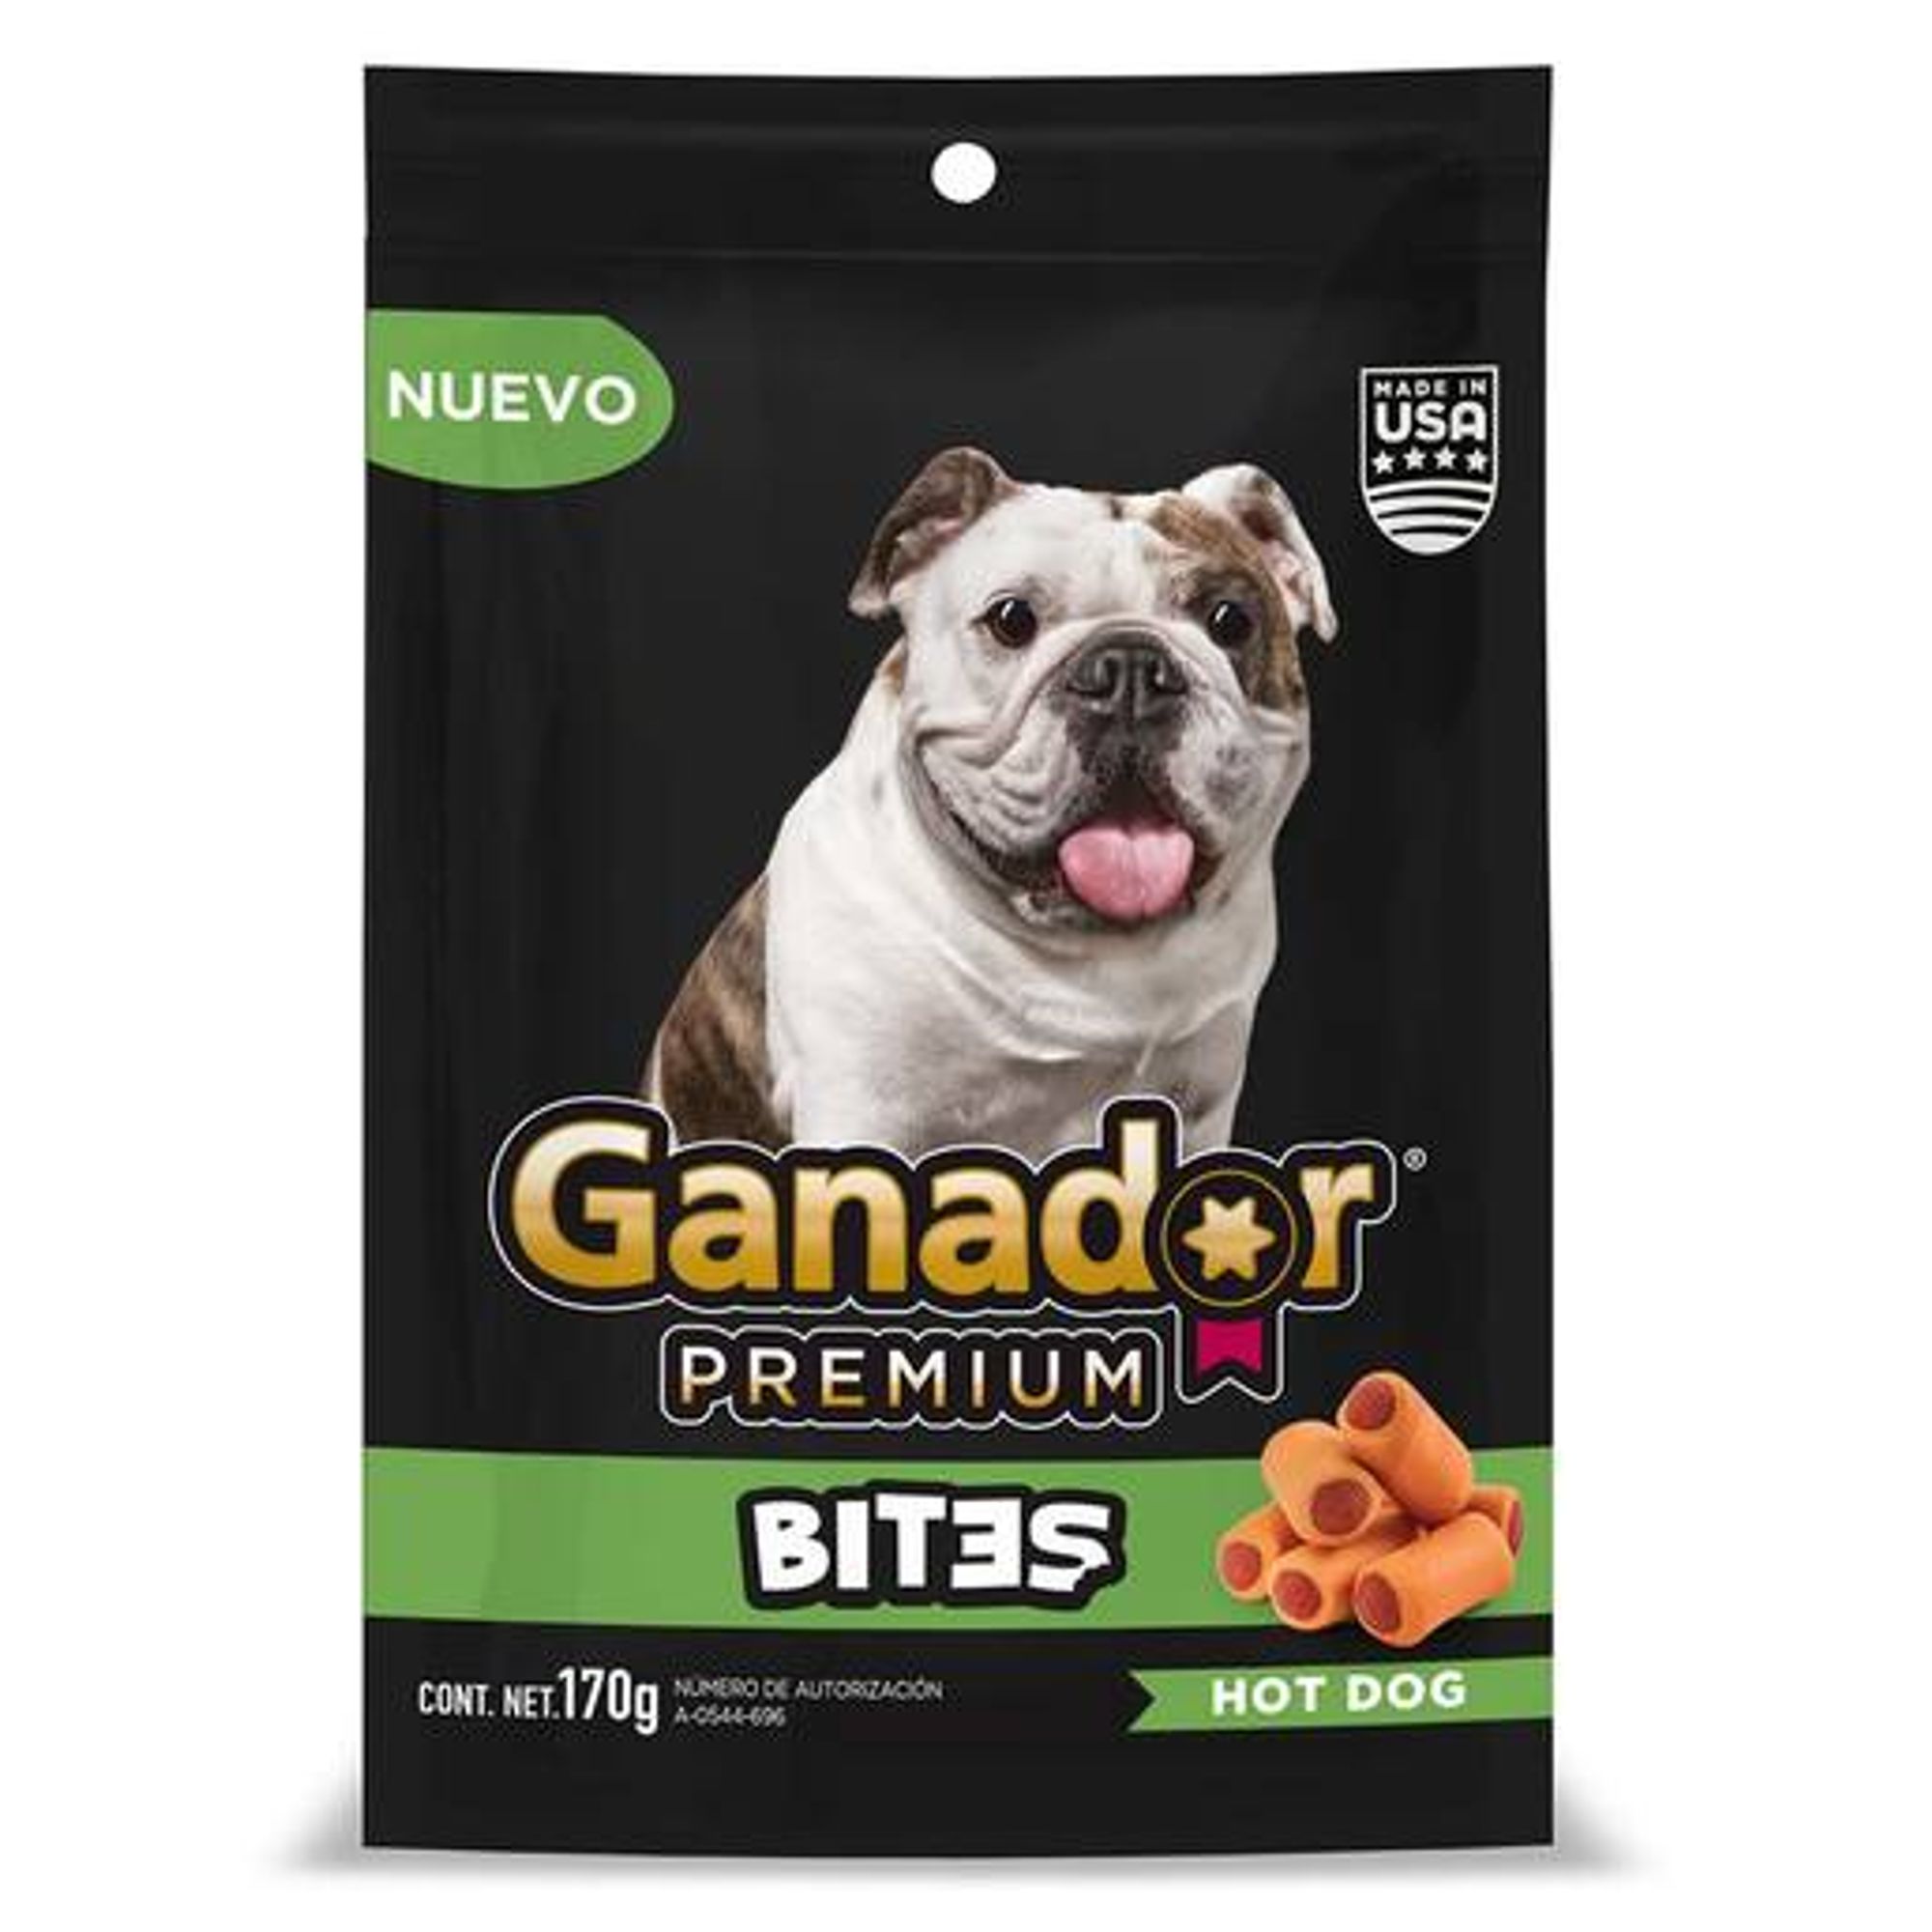 NUEVO
MADE IN
USA
Ganador®
PREMIUM
BITES
CONT. NET. 170g
NÚMERO DE AUTORIZACIÓN
A-0544-696
HOT DOG